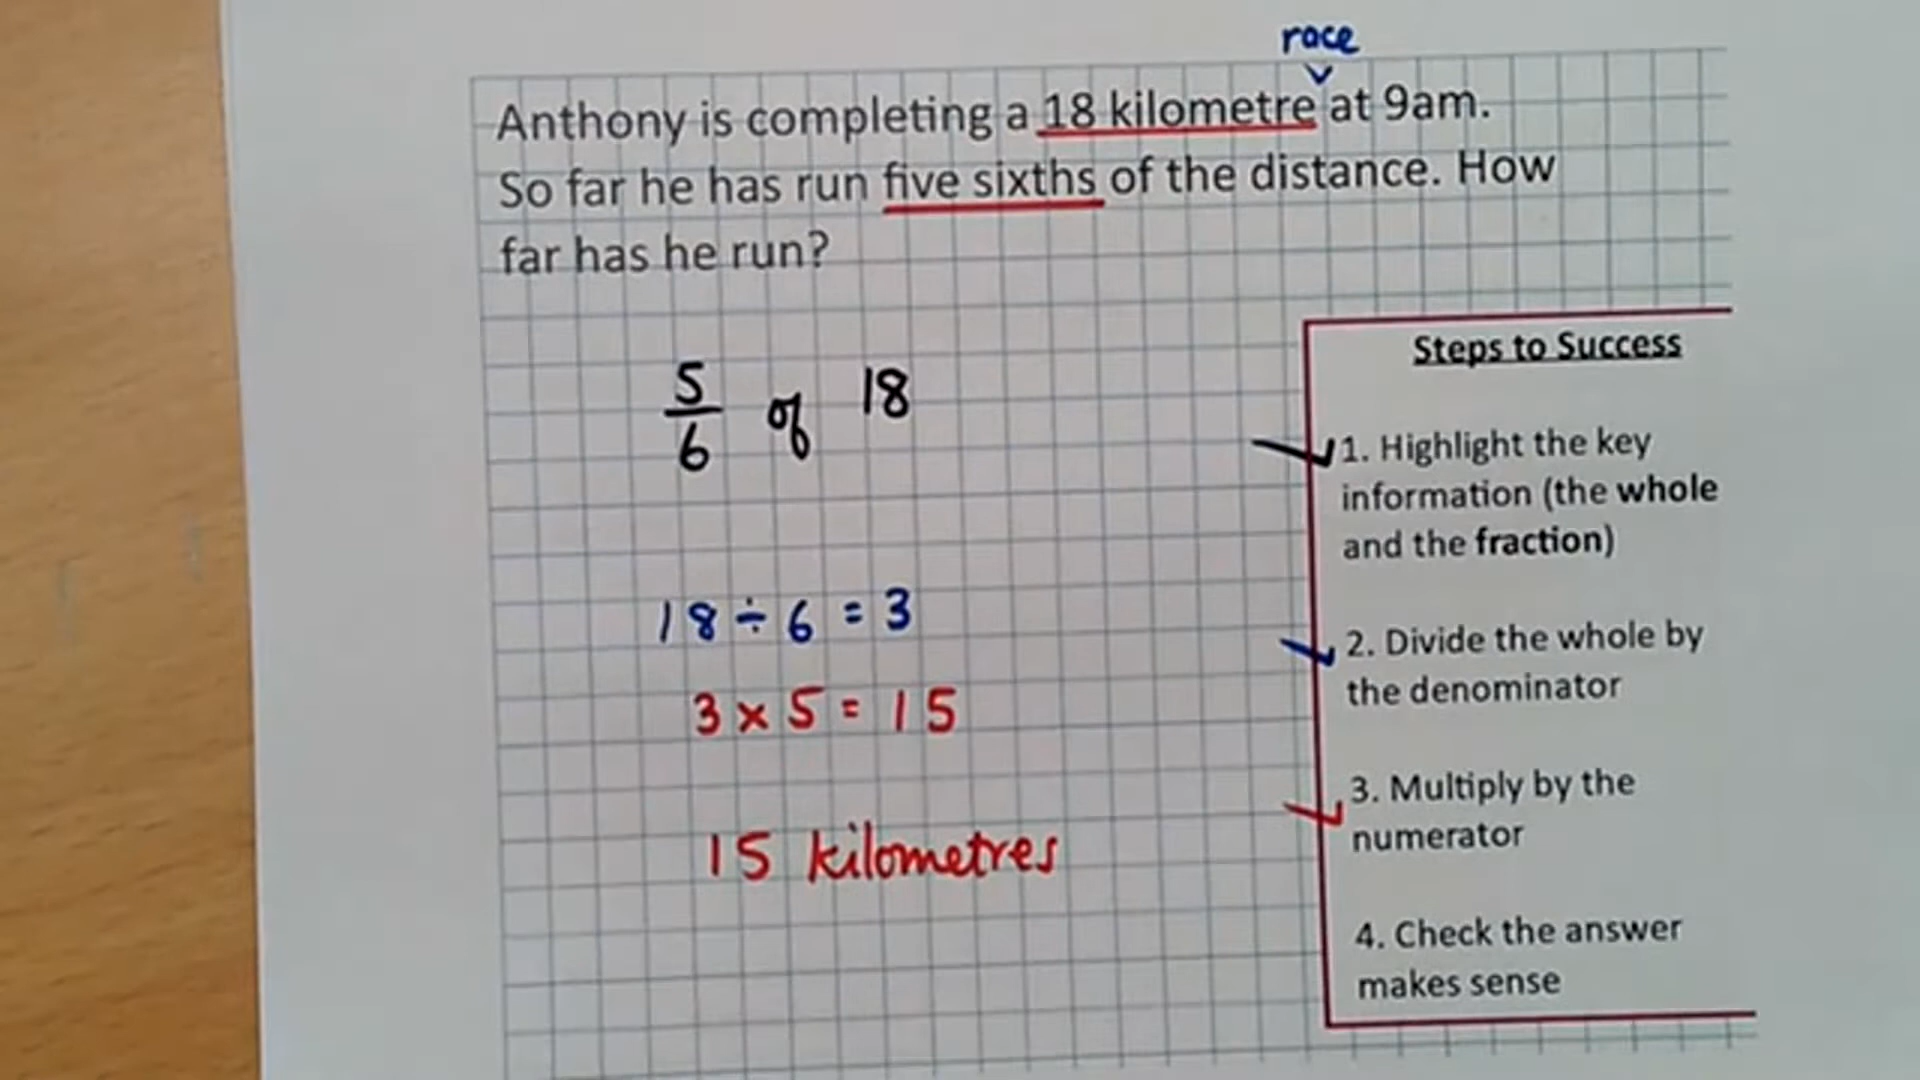 race
Anthony is completing a 18 kilometre at 9am.
So far he has run five sixths of the distance. How
far has he run?
5
6
of 18
18 ÷ 6 = 3
3 x 5 = 15
15 kilometres
Steps to Success
1. Highlight the key
information (the whole
and the fraction)
2. Divide the whole by
the denominator
3. Multiply by the
numerator
4. Check the answer
makes sense